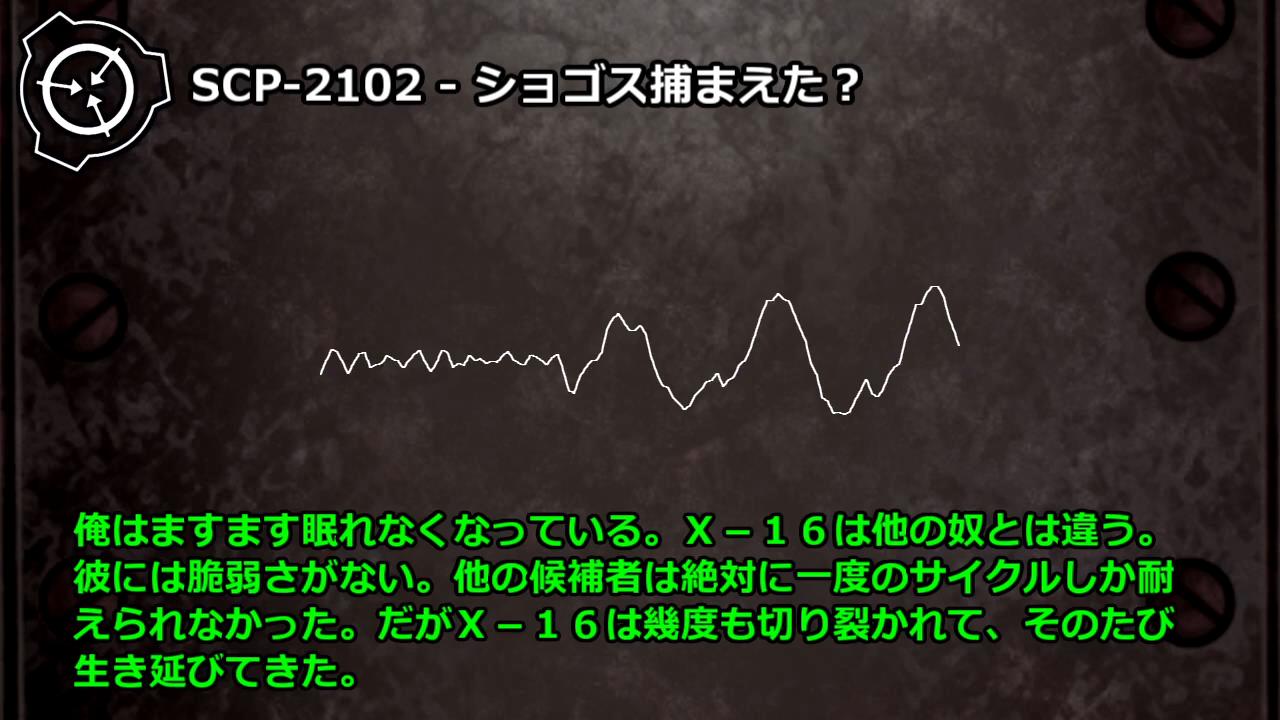 SCP-2102 - ショゴス捕まえた？
俺はますます眠れなくなっている。Ｘ－１６は他の奴とは違う。
彼には脆弱さがない。他の候補者は絶対に一度のサイクルしか耐
えられなかった。だがＸ－１６は幾度も切り裂かれて、そのたび
生き延びてきた。